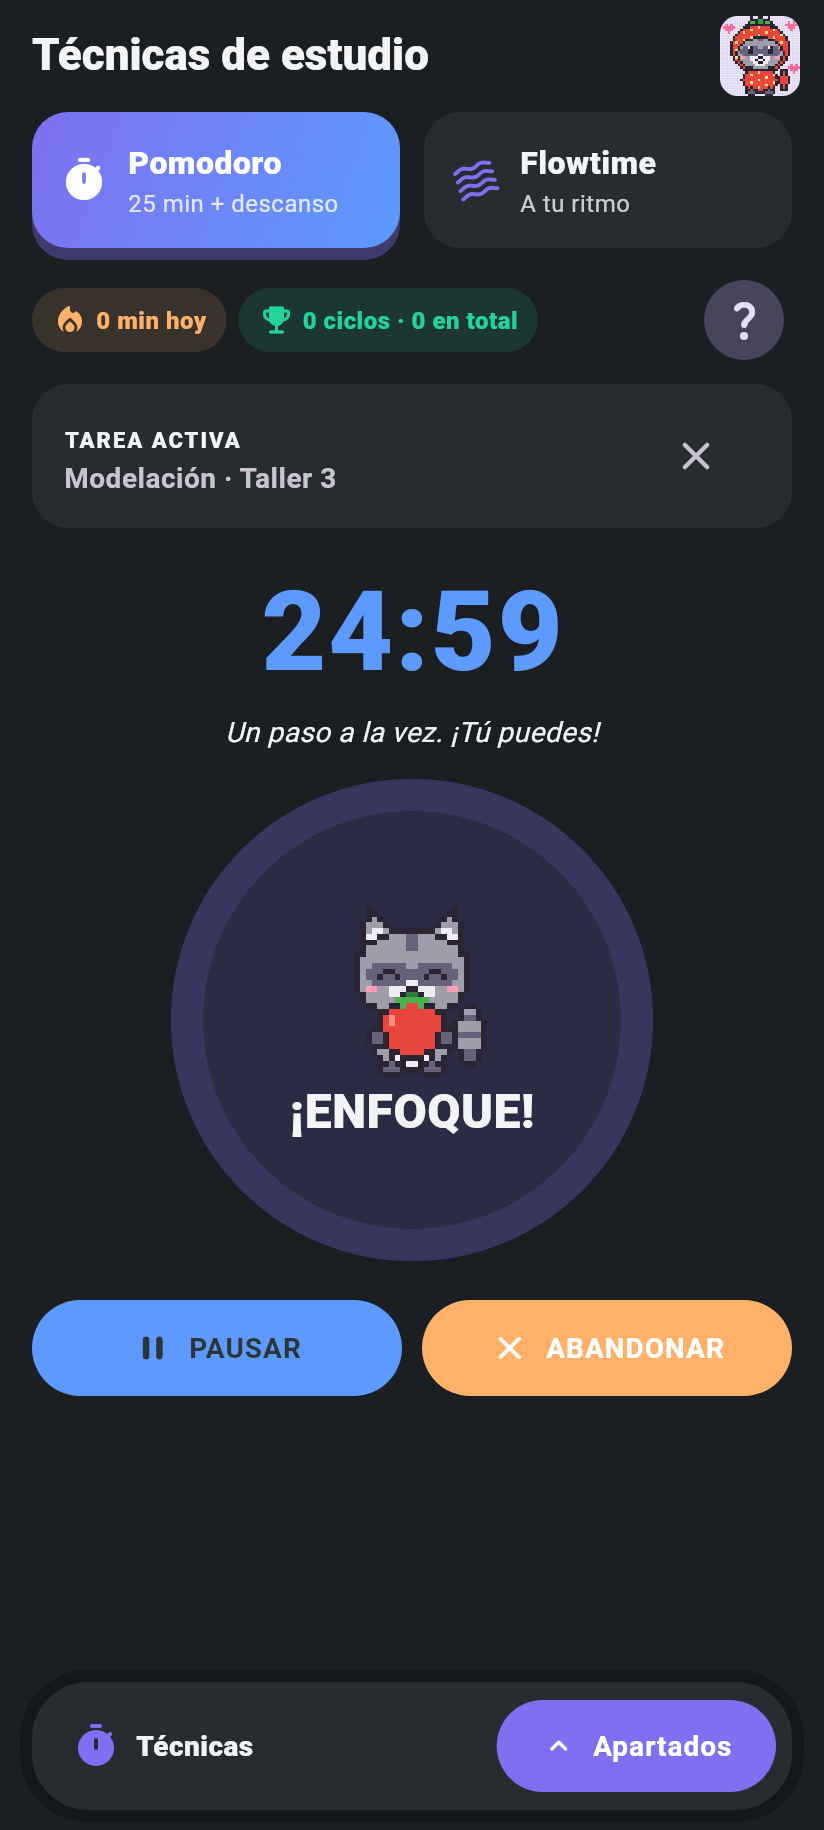 Técnicas de estudio
Pomodoro
25 min + descanso
Flowtime
A tu ritmo
0 min hoy
0 ciclos · 0 en total
?
TAREA ACTIVA
Modelación · Taller 3
24:59
Un paso a la vez. ¡Tú puedes!
¡ENFOQUE!
PAUSAR
ABANDONAR
Técnicas
Apartados